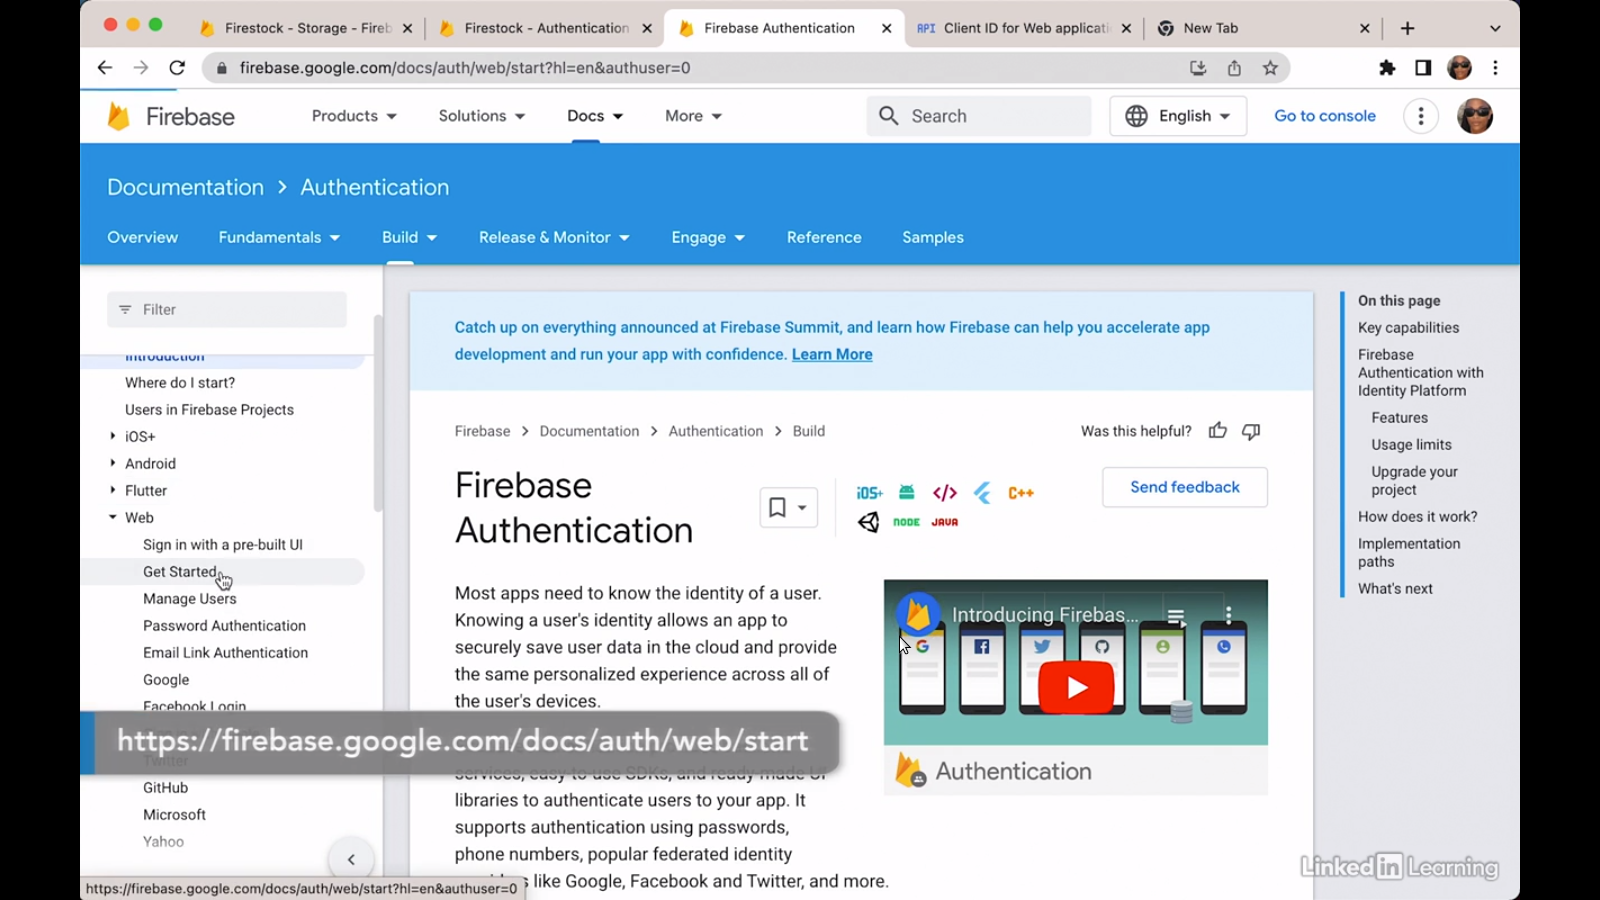 Firestock - Storage - Fireb
Firestock - Authentication
Firebase Authentication
API Client ID for Web applicati
New Tab
firebase.google.com/docs/auth/web/start?hl=en&authuser=0
Firebase
Products
Solutions
Docs
More
Search
English
Go to console
Documentation > Authentication
Overview
Fundamentals
Build
Release & Monitor
Engage
Reference
Samples
Filter
Introduction
Where do I start?
Users in Firebase Projects
iOS+
Android
Flutter
Web
Sign in with a pre-built UI
Get Started
Manage Users
Password Authentication
Email Link Authentication
Google
Facebook Login
Twitter
GitHub
Microsoft
Yahoo
https://firebase.google.com/docs/auth/web/start
https://firebase.google.com/docs/auth/web/start?hl=en&authuser=0
Catch up on everything announced at Firebase Summit, and learn how Firebase can help you accelerate app
development and run your app with confidence. Learn More
Firebase > Documentation > Authentication > Build
Was this helpful?
Firebase
Authentication
iOS+
C++
NODE
JAVA
Send feedback
Most apps need to know the identity of a user.
Knowing a user's identity allows an app to
securely save user data in the cloud and provide
the same personalized experience across all of
the user's devices.
services, easy-to-use SDKs, and ready-made UI
libraries to authenticate users to your app. It
supports authentication using passwords,
phone numbers, popular federated identity
like Google, Facebook and Twitter, and more.
Introducing Firebas...
Authentication
On this page
Key capabilities
Firebase
Authentication with
Identity Platform
Features
Usage limits
Upgrade your
project
How does it work?
Implementation
paths
What's next
LinkedIn Learning